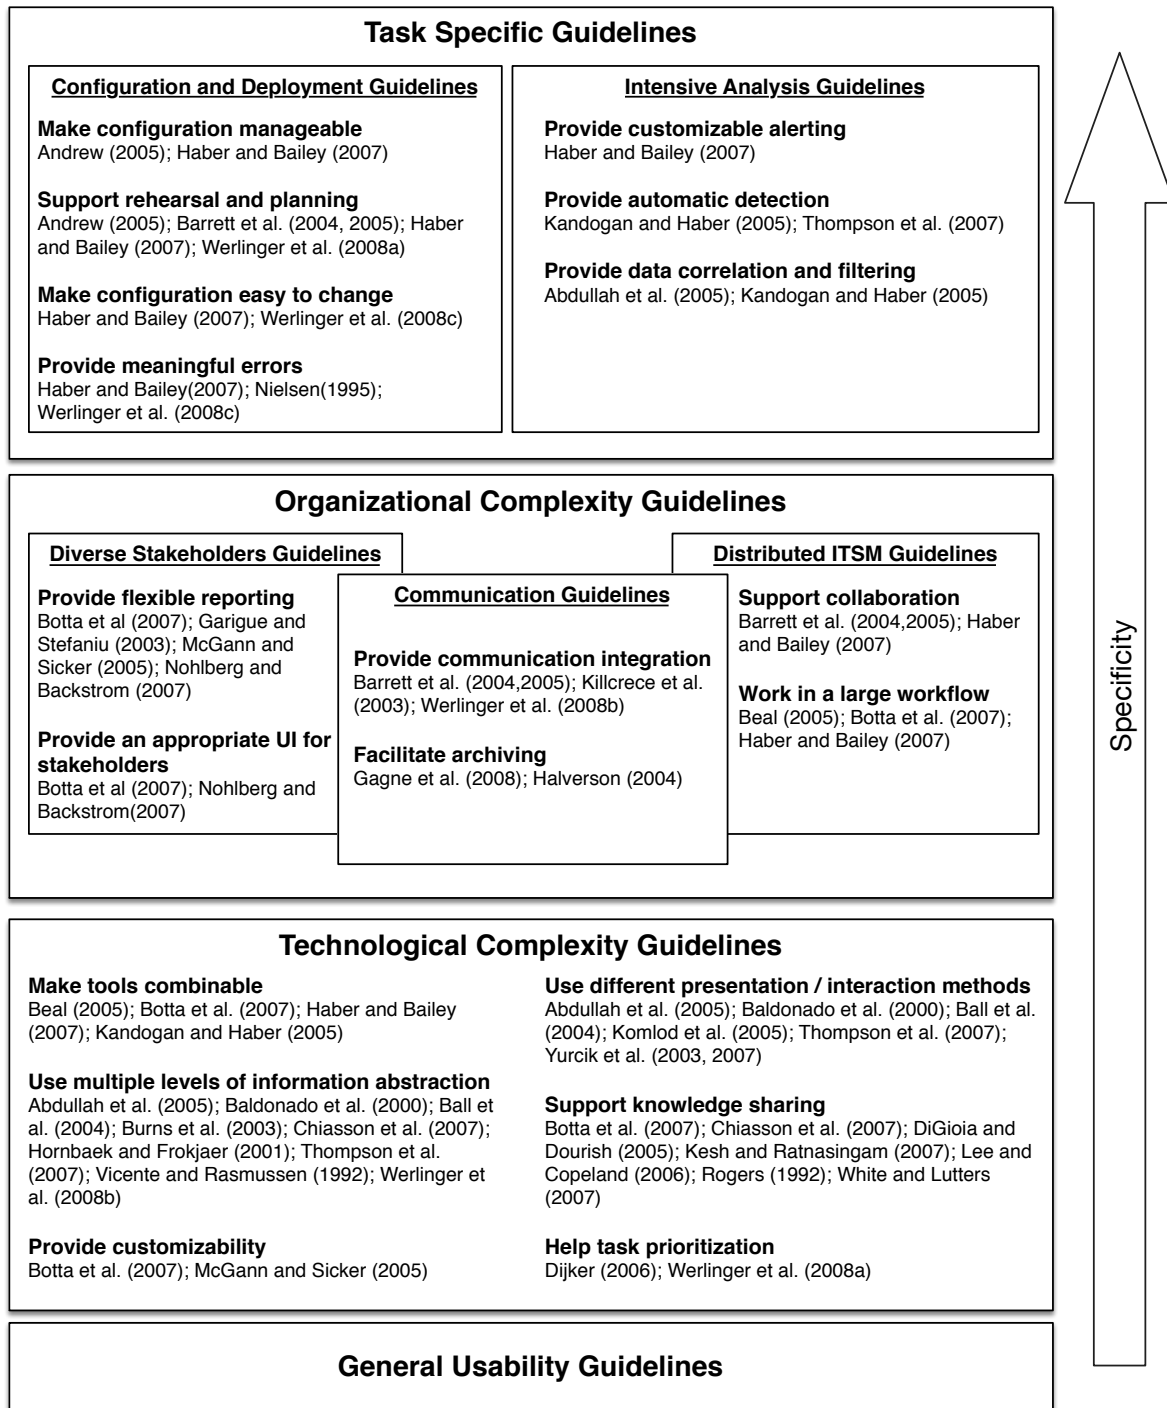 Task Specific Guidelines
Configuration and Deployment Guidelines
Make configuration manageable
Andrew (2005); Haber and Bailey (2007)
Support rehearsal and planning
Andrew (2005); Barrett et al. (2004, 2005); Haber
and Bailey (2007); Werlinger et al. (2008a)
Make configuration easy to change
Haber and Bailey (2007); Werlinger et al. (2008c)
Provide meaningful errors
Haber and Bailey(2007); Nielsen(1995);
Werlinger et al. (2008c)
Intensive Analysis Guidelines
Provide customizable alerting
Haber and Bailey (2007)
Provide automatic detection
Kandogan and Haber (2005); Thompson et al. (2007)
Provide data correlation and filtering
Abdullah et al. (2005); Kandogan and Haber (2005)
Organizational Complexity Guidelines
Diverse Stakeholders Guidelines
Provide flexible reporting
Botta et al (2007); Garigue and
Stefaniu (2003); McGann and
Sicker (2005); Nohlberg and
Backstrom (2007)
Provide an appropriate UI for
stakeholders
Botta et al (2007); Nohlberg and
Backstrom(2007)
Communication Guidelines
Provide communication integration
Barrett et al. (2004,2005); Killcrece et al.
(2003); Werlinger et al. (2008b)
Facilitate archiving
Gagne et al. (2008); Halverson (2004)
Distributed ITSM Guidelines
Support collaboration
Barrett et al. (2004,2005); Haber
and Bailey (2007)
Work in a large workflow
Beal (2005); Botta et al. (2007);
Haber and Bailey (2007)
Technological Complexity Guidelines
Make tools combinable
Beal (2005); Botta et al. (2007); Haber and Bailey
(2007); Kandogan and Haber (2005)
Use multiple levels of information abstraction
Abdullah et al. (2005); Baldonado et al. (2000); Ball et
al. (2004); Burns et al. (2003); Chiasson et al. (2007);
Hornbaek and Frokjaer (2001); Thompson et al.
(2007); Vicente and Rasmussen (1992); Werlinger et
al. (2008b)
Provide customizability
Botta et al. (2007); McGann and Sicker (2005)
Use different presentation / interaction methods
Abdullah et al. (2005); Baldonado et al. (2000); Ball et al.
(2004); Komlod et al. (2005); Thompson et al. (2007);
Yurcik et al. (2003, 2007)
Support knowledge sharing
Botta et al. (2007); Chiasson et al. (2007); DiGioia and
Dourish (2005); Kesh and Ratnasingam (2007); Lee and
Copeland (2006); Rogers (1992); White and Lutters
(2007)
Help task prioritization
Dijker (2006); Werlinger et al. (2008a)
General Usability Guidelines
Specificity